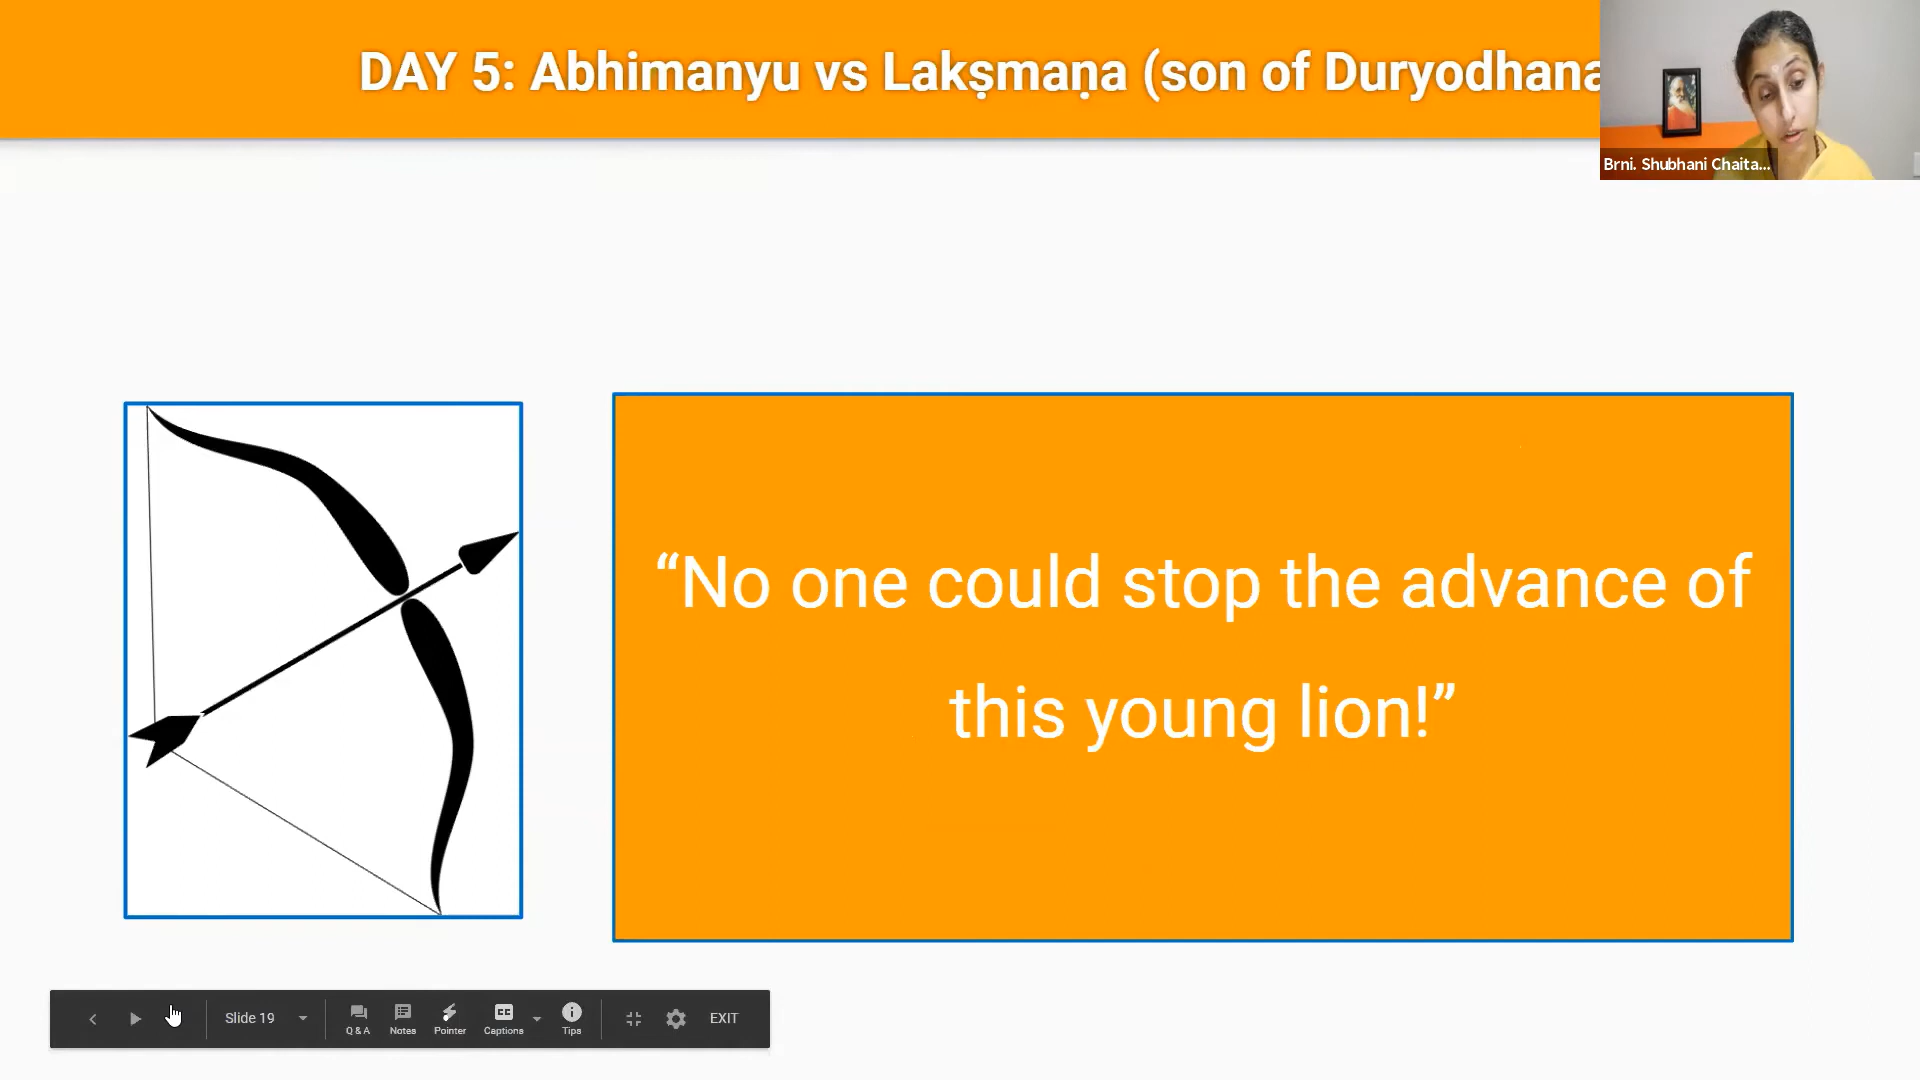 DAY 5: Abhimanyu vs Lakṣmaṇa (son of Duryodhana
Brni. Shubhani Chaita...
“No one could stop the advance of
this young lion!”
Slide 19
Q & A
Notes
Pointer
Captions
Tips
EXIT